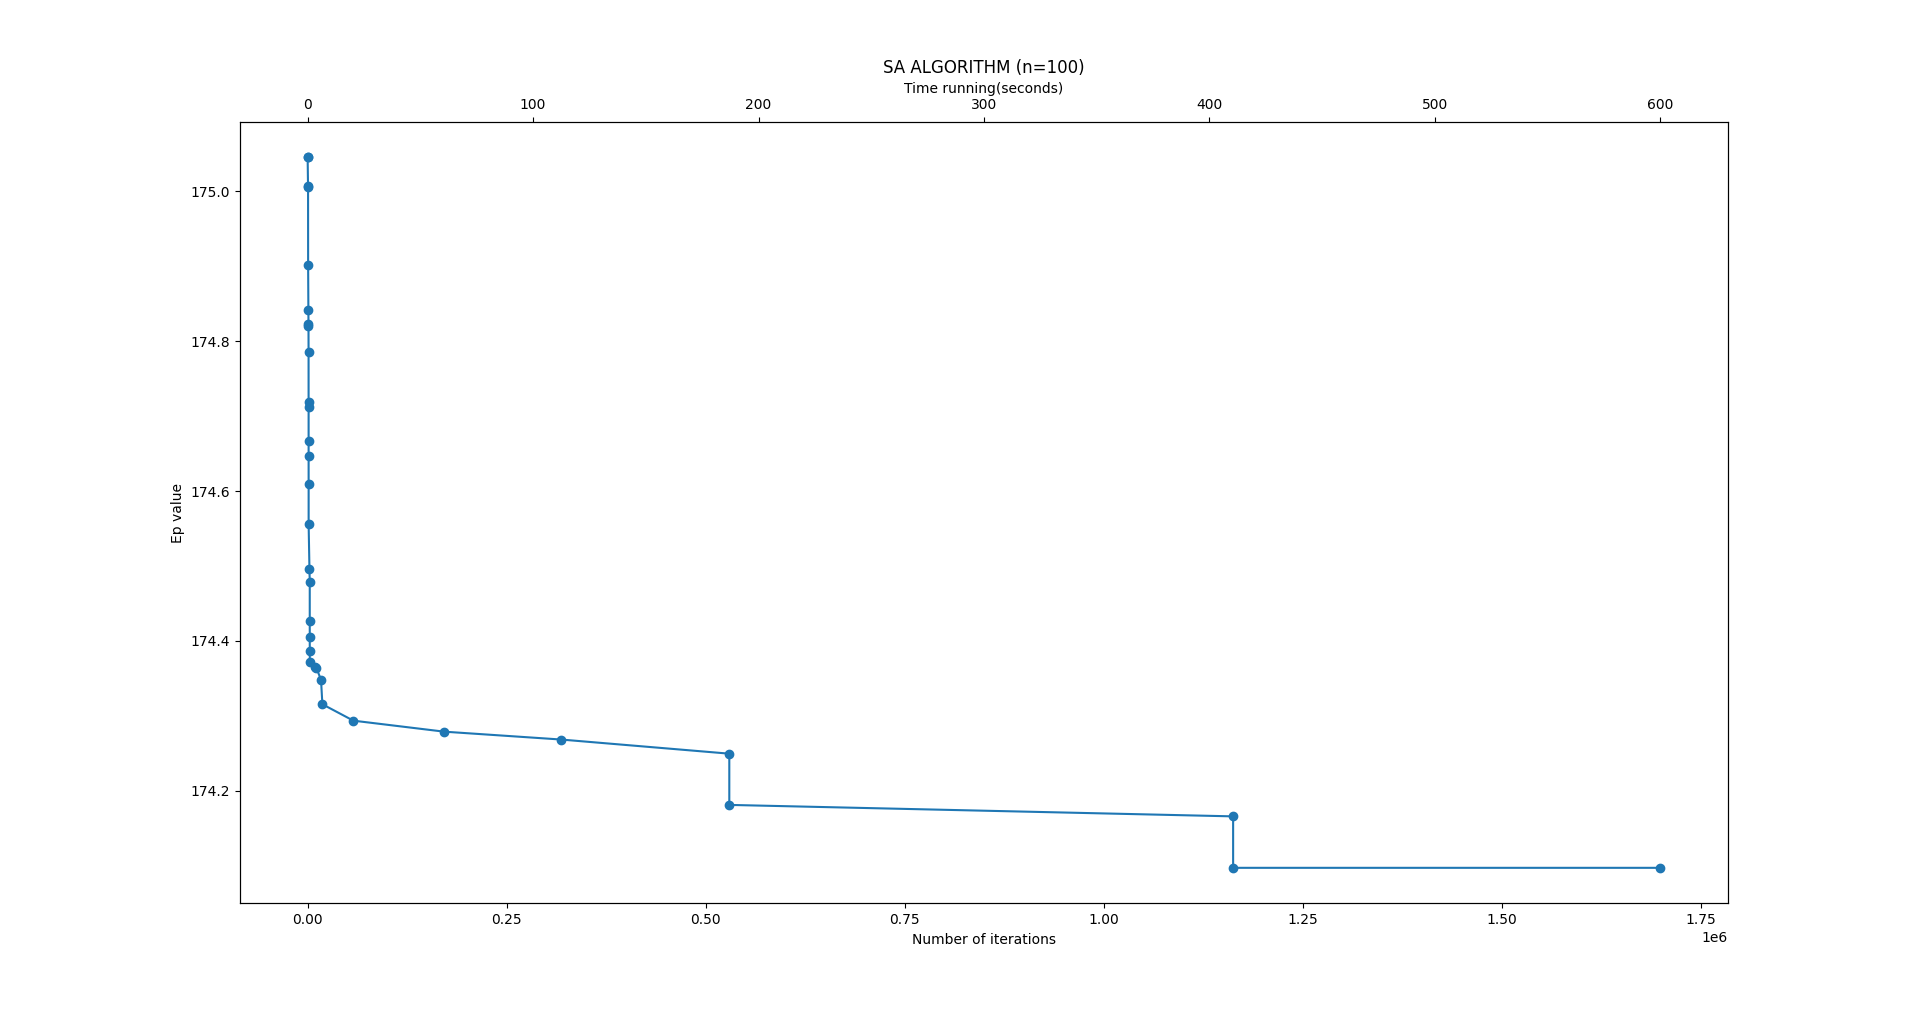 SA ALGORITHM (n=100)
Time running(seconds)
0 100 200 300 400 500 600
175.0
174.8
174.6
174.4
174.2
Ep value
0.00 0.25 0.50 0.75 1.00 1.25 1.50 1.75
1e6
Number of iterations